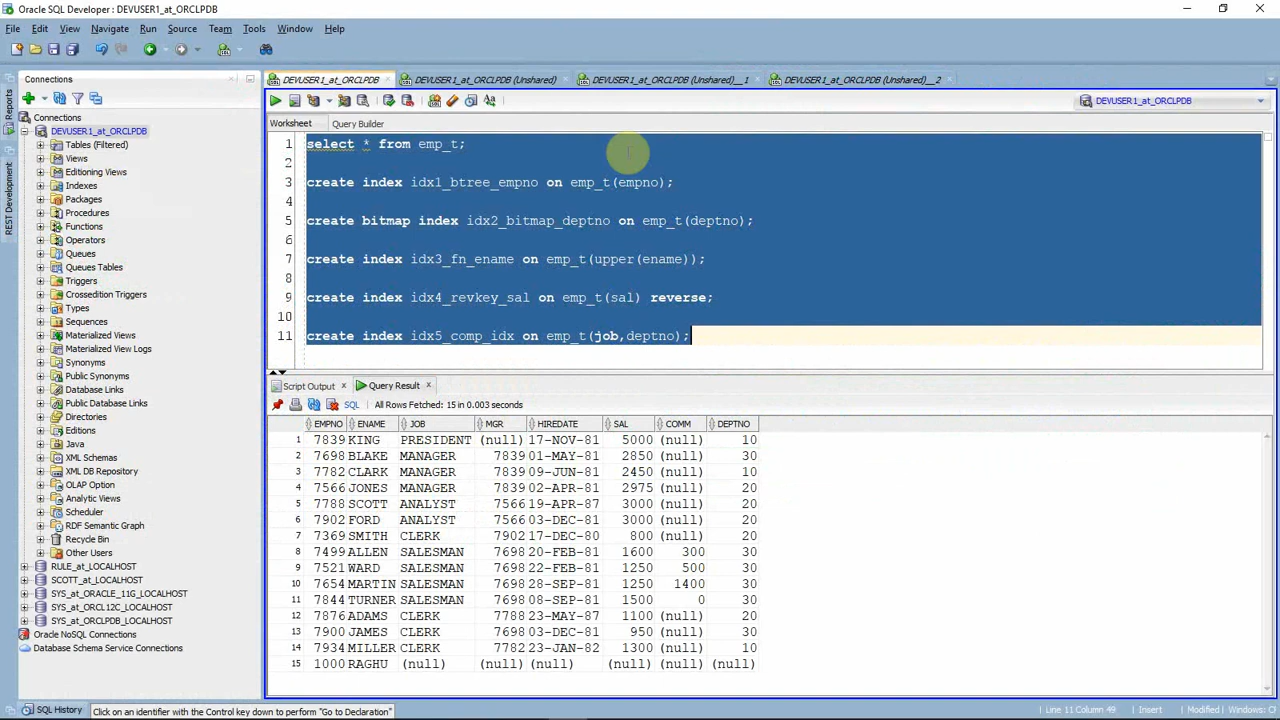 Oracle SQL Developer : DEVUSER1_at_ORCLPDB
File Edit View Navigate Run Source Team Tools Window Help
Connections
DEVUSER1_at_ORCLPDB
DEVUSER1_at_ORCLPDB (Unshared)
DEVUSER1_at_ORCLPDB (Unshared)__1
DEVUSER1_at_ORCLPDB (Unshared)__2
Reports
REST Development
Connections
DEVUSER1_at_ORCLPDB
Tables (Filtered)
Views
Editioning Views
Indexes
Packages
Procedures
Functions
Operators
Queues
Queues Tables
Triggers
Crossedition Triggers
Types
Sequences
Materialized Views
Materialized View Logs
Synonyms
Public Synonyms
Database Links
Public Database Links
Directories
Editions
Java
XML Schemas
XML DB Repository
OLAP Option
Analytic Views
Scheduler
RDF Semantic Graph
Recycle Bin
Other Users
RULE_at_LOCALHOST
SCOTT_at_LOCALHOST
SYS_at_ORACLE_11G_LOCALHOST
SYS_at_ORCL12C_LOCALHOST
SYS_at_ORCLPDB_LOCALHOST
Oracle NoSQL Connections
Database Schema Service Connections
DEVUSER1_at_ORCLPDB
Worksheet Query Builder
1 select * from emp_t;
2
3 create index idx1_btree_empno on emp_t(empno);
4
5 create bitmap index idx2_bitmap_deptno on emp_t(deptno);
6
7 create index idx3_fn_ename on emp_t(upper(ename));
8
9 create index idx4_revkey_sal on emp_t(sal) reverse;
10
11 create index idx5_comp_idx on emp_t(job,deptno);
Script Output Query Result
SQL All Rows Fetched: 15 in 0.003 seconds
EMPNO ENAME JOB MGR HIREDATE SAL COMM DEPTNO
1 7839 KING PRESIDENT (null) 17-NOV-81 5000 (null) 10
2 7698 BLAKE MANAGER 7839 01-MAY-81 2850 (null) 30
3 7782 CLARK MANAGER 7839 09-JUN-81 2450 (null) 10
4 7566 JONES MANAGER 7839 02-APR-81 2975 (null) 20
5 7788 SCOTT ANALYST 7566 19-APR-87 3000 (null) 20
6 7902 FORD ANALYST 7566 03-DEC-81 3000 (null) 20
7 7369 SMITH CLERK 7902 17-DEC-80 800 (null) 20
8 7499 ALLEN SALESMAN 7698 20-FEB-81 1600 300 30
9 7521 WARD SALESMAN 7698 22-FEB-81 1250 500 30
10 7654 MARTIN SALESMAN 7698 28-SEP-81 1250 1400 30
11 7844 TURNER SALESMAN 7698 08-SEP-81 1500 0 30
12 7876 ADAMS CLERK 7788 23-MAY-87 1100 (null) 20
13 7900 JAMES CLERK 7698 03-DEC-81 950 (null) 30
14 7934 MILLER CLERK 7782 23-JAN-82 1300 (null) 10
15 1000 RAGHU (null) (null) (null) (null) (null) (null)
SQL History Click on an identifier with the Control key down to perform "Go to Declaration"
Line 11 Column 49 Insert Modified Windows: C